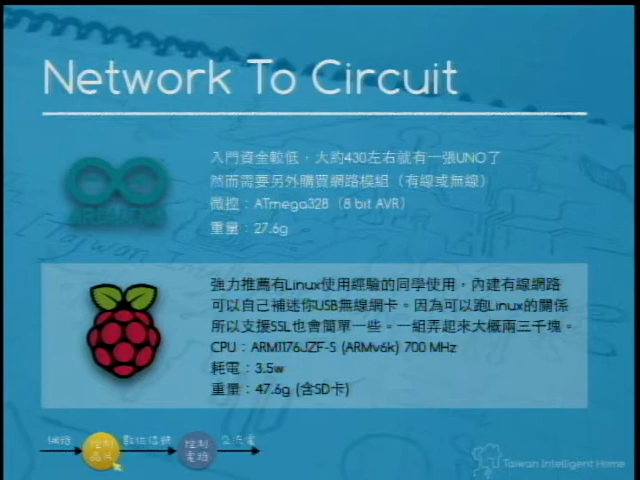 Network To Circuit
入門資金較低，大約430左右就有一張UNO了
然而需要另外購買網路模組（有線或無線）
微控：ATmega328（8 bit AVR）
重量：27.6g
ARDUINO
強力推薦有Linux使用經驗的同學使用，內建有線網路
可以自己補迷你USB無線網卡。因為可以跑Linux的關係
所以支援SSL也會簡單一些。一組弄起來大概兩三千塊。
CPU：ARM1176JZF-S (ARMv6k) 700 MHz
耗電：3.5w
重量：47.6g (含SD卡)
網路
控制
晶片
數位信號
控制
電路
Taiwan Intelligent Home